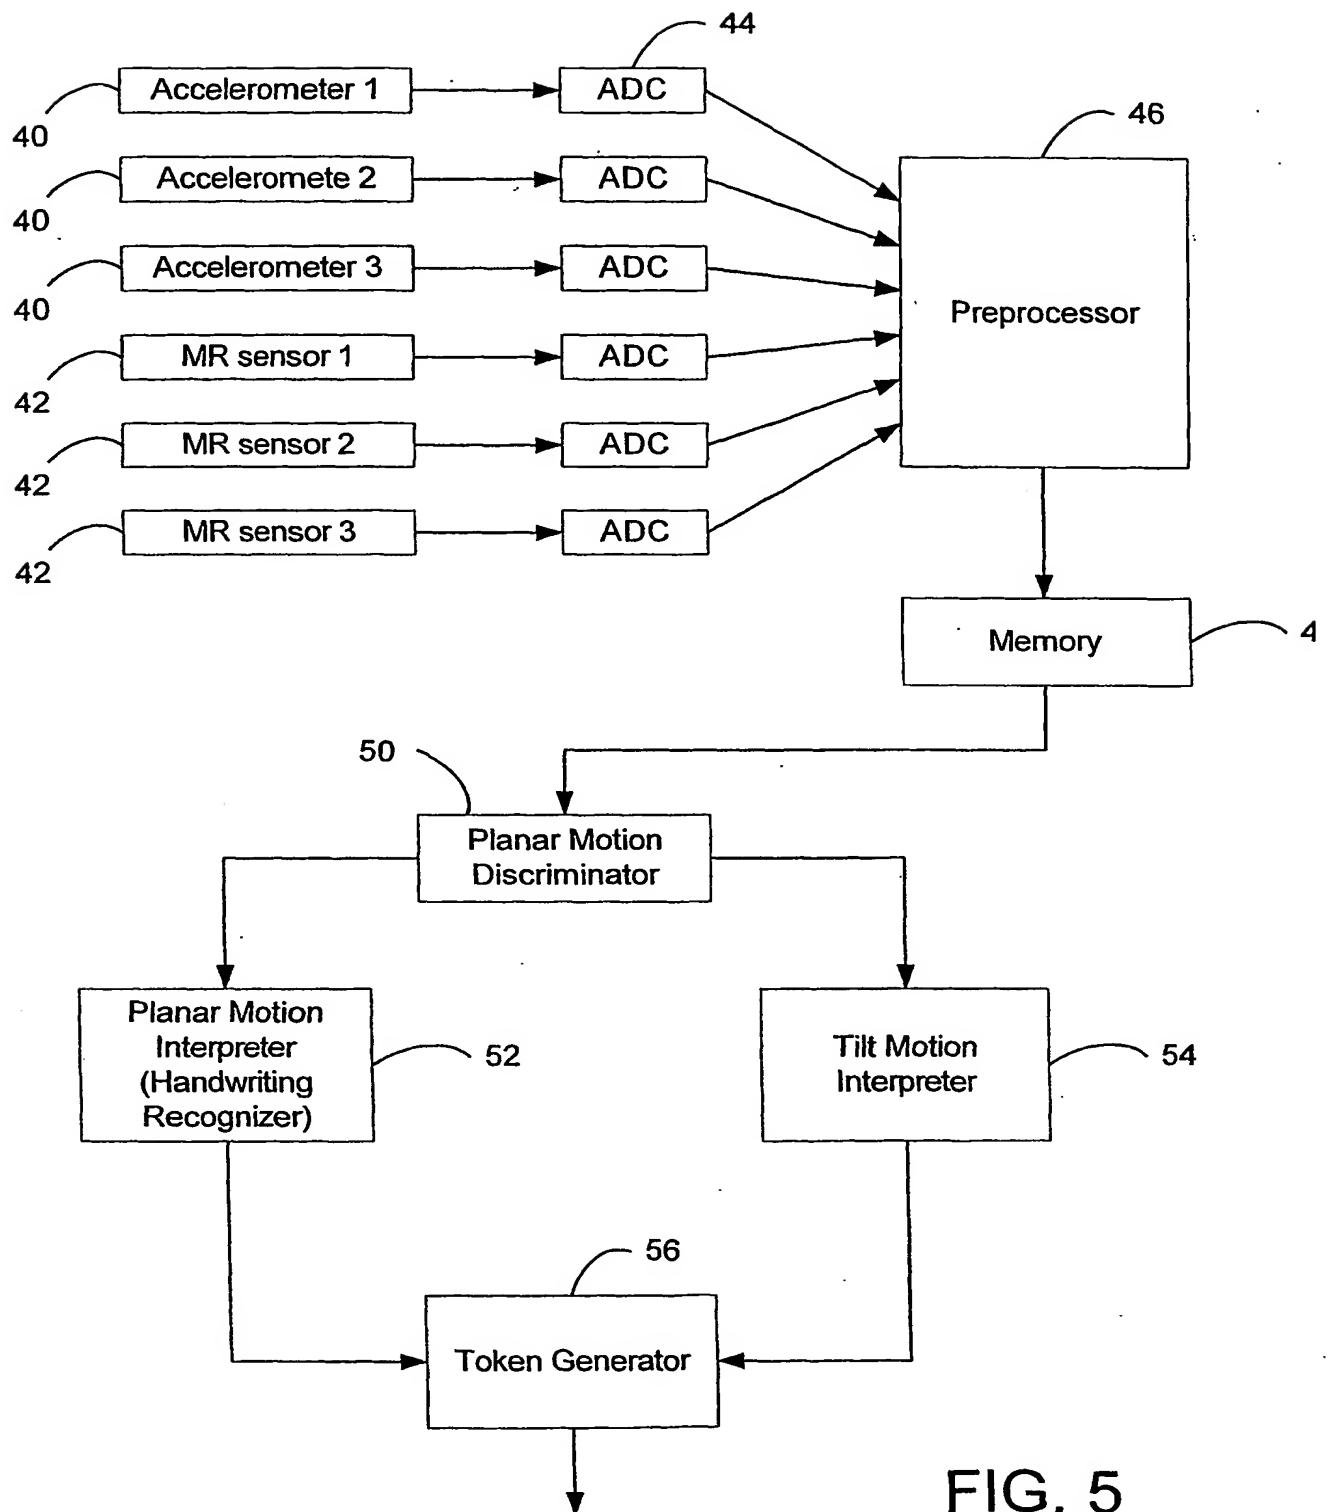 44
Accelerometer 1
ADC
40
46
Acceleromete 2
ADC
40
Accelerometer 3
ADC
40
Preprocessor
MR sensor 1
ADC
42
MR sensor 2
ADC
42
MR sensor 3
ADC
42
Memory
4
50
Planar Motion
Discriminator
Planar Motion
Interpreter
(Handwriting
Recognizer)
52
Tilt Motion
Interpreter
54
56
Token Generator
FIG. 5